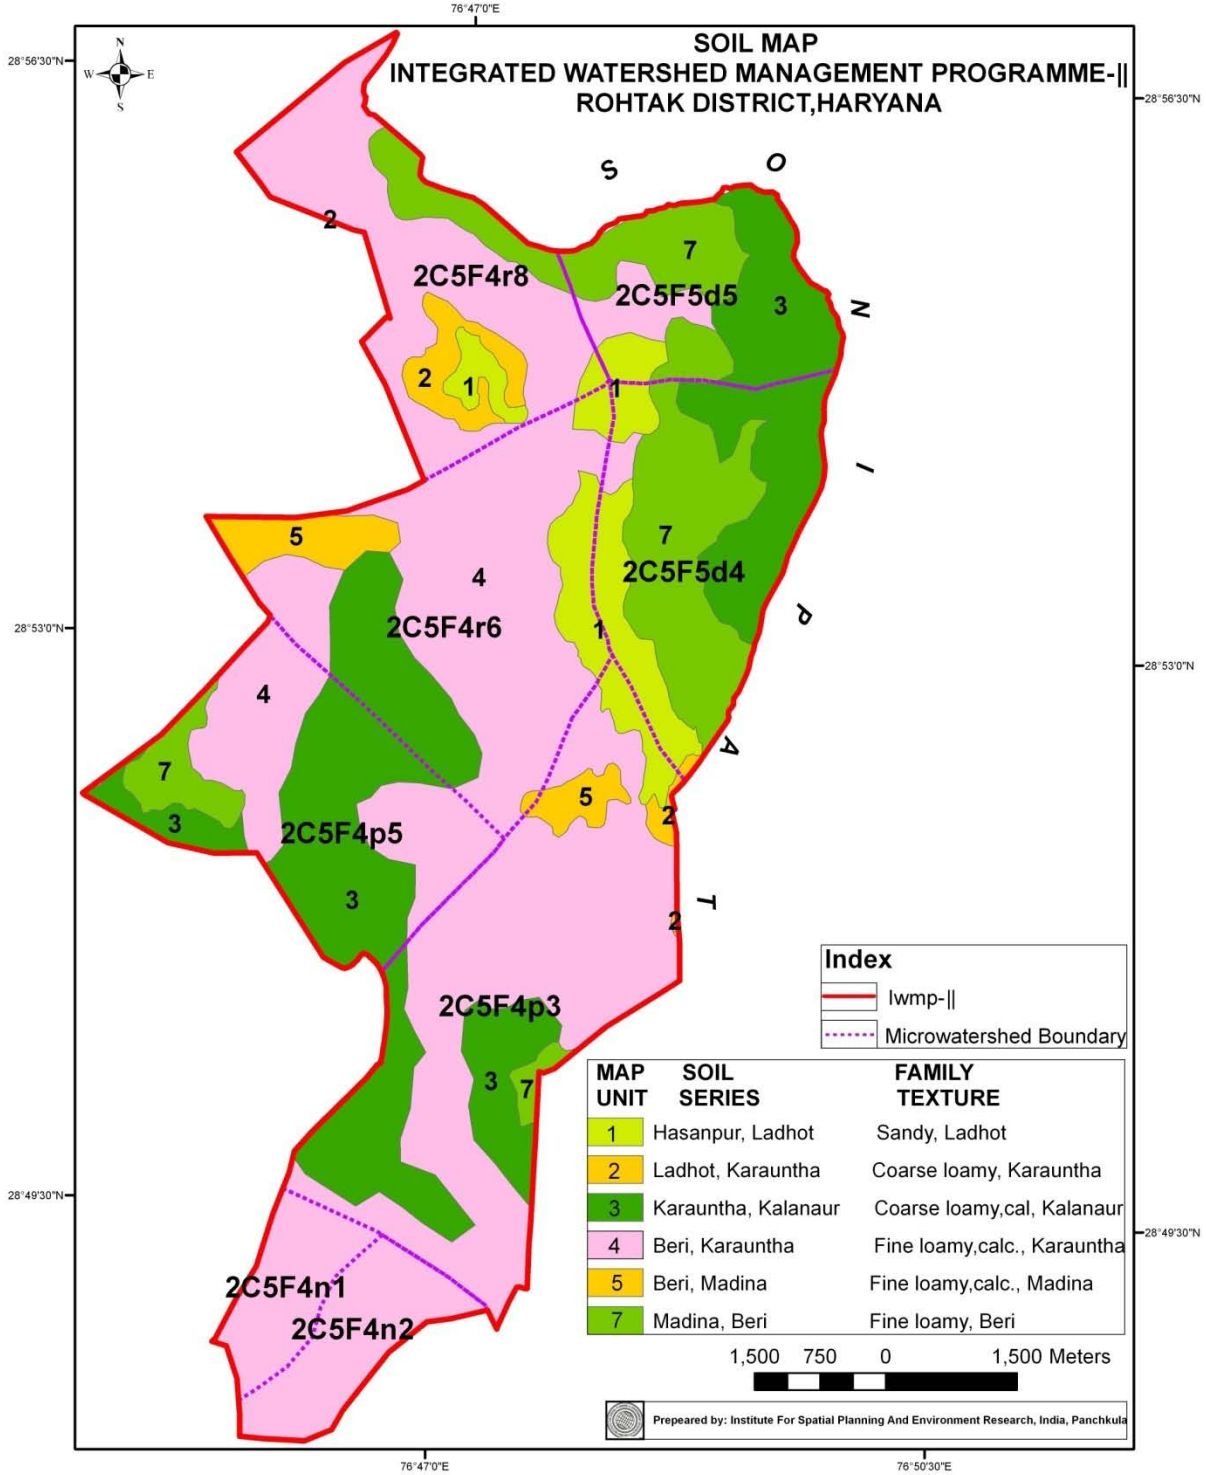 76°47'0"E
SOIL MAP
INTEGRATED WATERSHED MANAGEMENT PROGRAMME-||
ROHTAK DISTRICT,HARYANA
28°56'30"N
28°56'30"N
N
W E
S
S O N I P A T
2
7
2C5F4r8
2C5F5d5
3
2
1
1
5
7
4
2C5F5d4
2C5F4r6
1
28°53'0"N
28°53'0"N
4
7
5
3
2C5F4p5
2
3
2
2C5F4p3
3
7
28°49'30"N
28°49'30"N
2C5F4n1
2C5F4n2
Index
Iwmp-||
Microwatershed Boundary
MAP UNIT SOIL SERIES FAMILY TEXTURE
1 Hasanpur, Ladhot Sandy, Ladhot
2 Ladhot, Karauntha Coarse loamy, Karauntha
3 Karauntha, Kalanaur Coarse loamy,cal, Kalanaur
4 Beri, Karauntha Fine loamy,calc., Karauntha
5 Beri, Madina Fine loamy,calc., Madina
7 Madina, Beri Fine loamy, Beri
1,500 750 0 1,500 Meters
Prepeared by: Institute For Spatial Planning And Environment Research, India, Panchkula
76°47'0"E
76°50'30"E